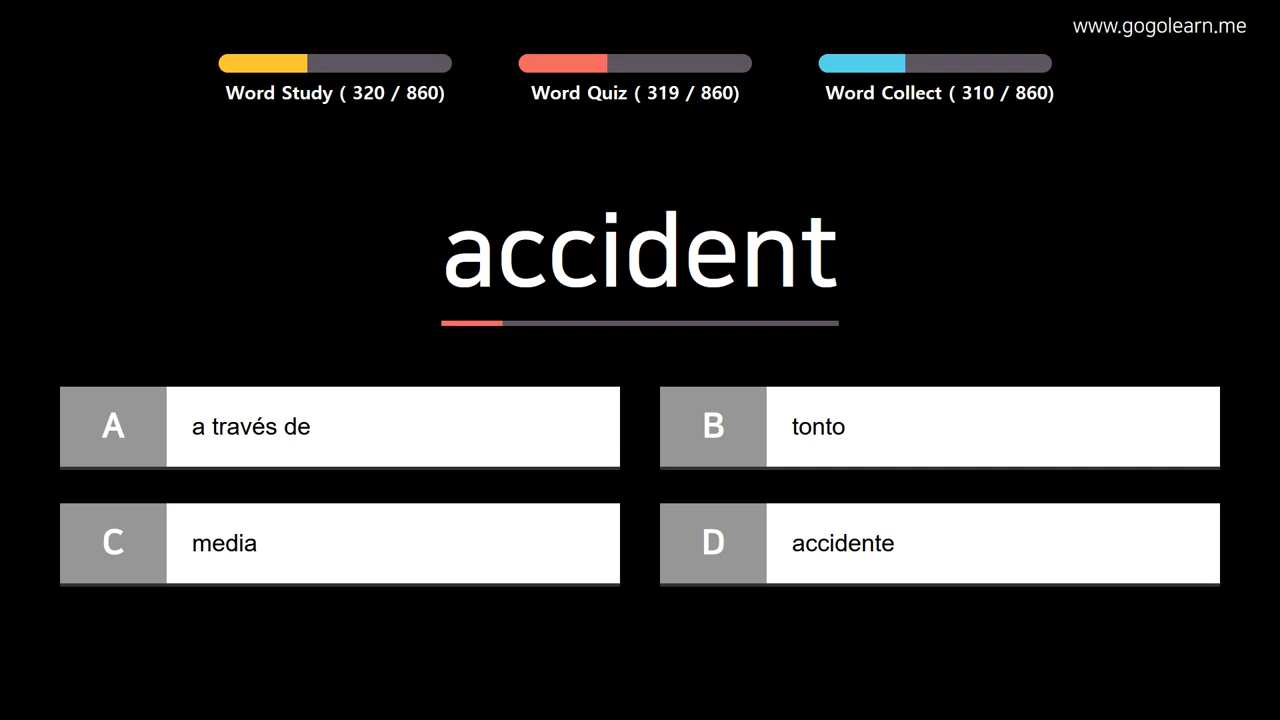 www.gogolearn.me
Word Study ( 320 / 860)
Word Quiz ( 319 / 860)
Word Collect ( 310 / 860)
accident
A a través de
B tonto
C media
D accidente